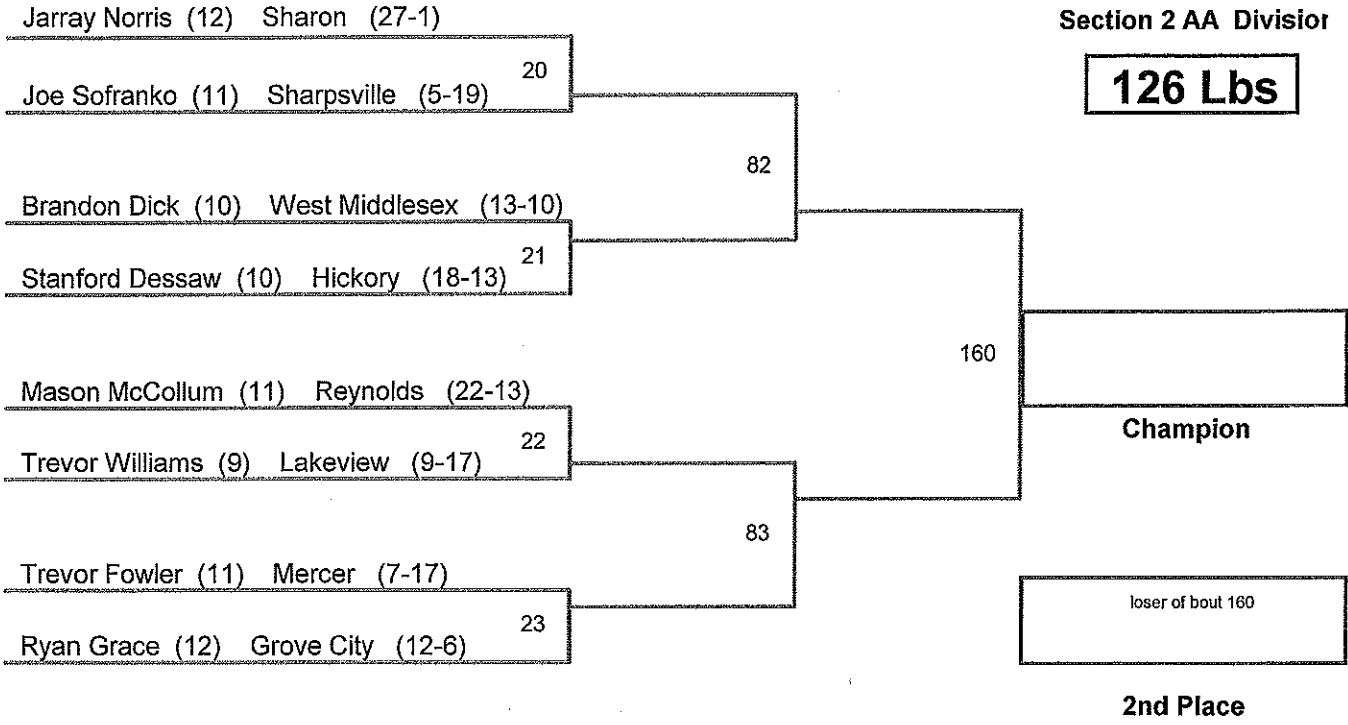 Jarray Norris (12) Sharon (27-1)
Section 2 AA Division
20
126 Lbs
Joe Sofranko (11) Sharpsville (5-19)
82
Brandon Dick (10) West Middlesex (13-10)
21
Stanford Dessaw (10) Hickory (18-13)
160
Mason McCollum (11) Reynolds (22-13)
Champion
22
Trevor Williams (9) Lakeview (9-17)
83
Trevor Fowler (11) Mercer (7-17)
loser of bout 160
23
Ryan Grace (12) Grove City (12-6)
2nd Place